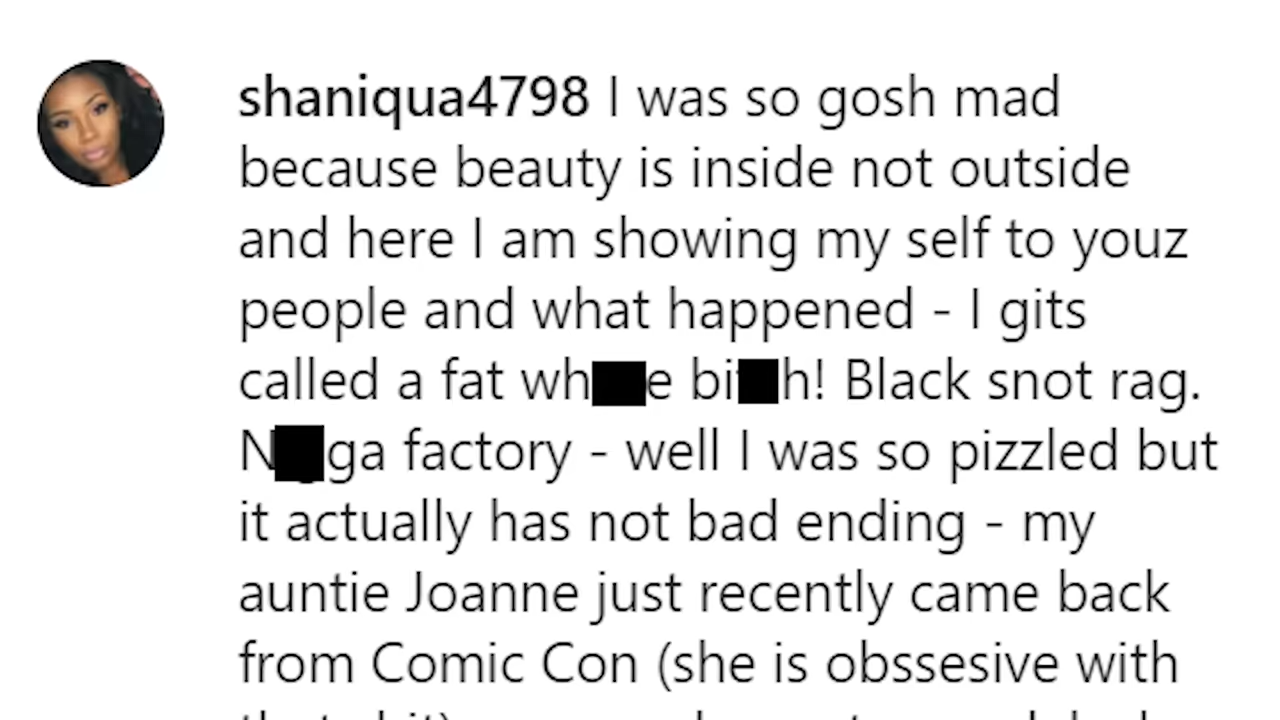 shaniqua4798 I was so gosh mad
because beauty is inside not outside
and here I am showing my self to youz
people and what happened - I gits
called a fat wh e bi h! Black snot rag.
N ga factory - well I was so pizzled but
it actually has not bad ending - my
auntie Joanne just recently came back
from Comic Con (she is obssesive with